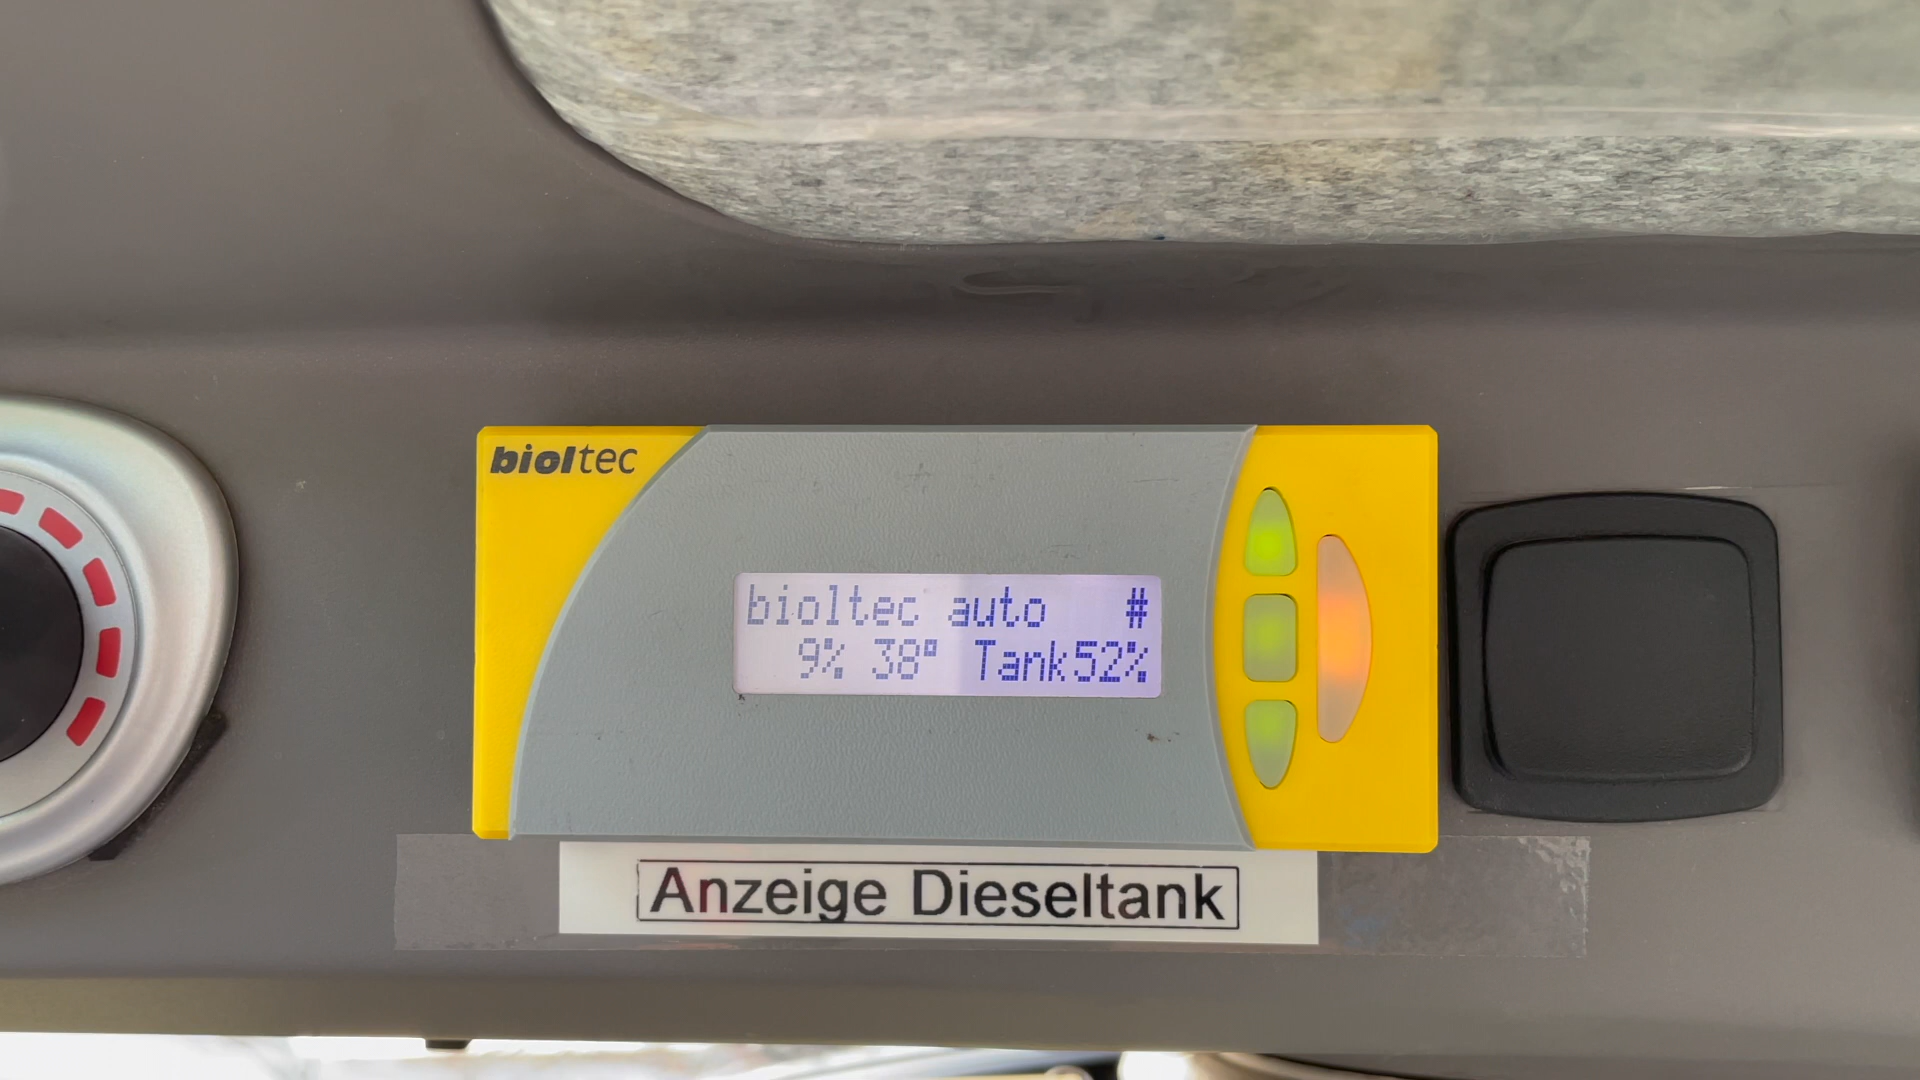 bioltec
bioltec auto #
9% 38° Tank52%
Anzeige Dieseltank